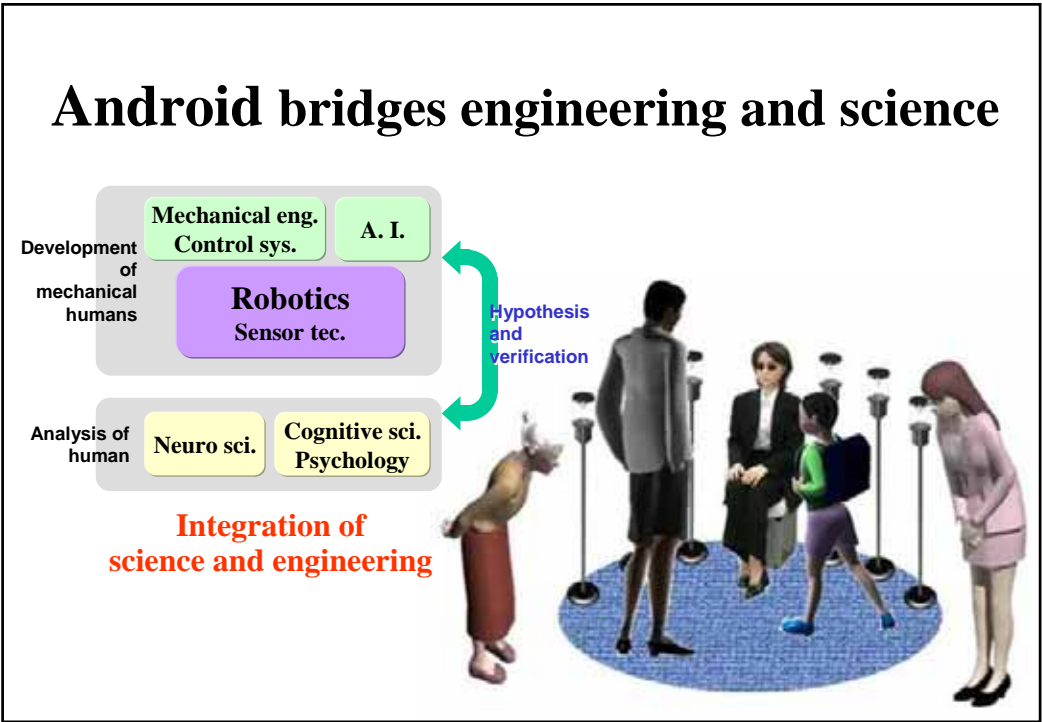 Android bridges engineering and science
Development
of
mechanical
humans
Mechanical eng.
Control sys.
A. I.
Robotics
Sensor tec.
Hypothesis
and
verification
Analysis of
human
Neuro sci.
Cognitive sci.
Psychology
Integration of
science and engineering